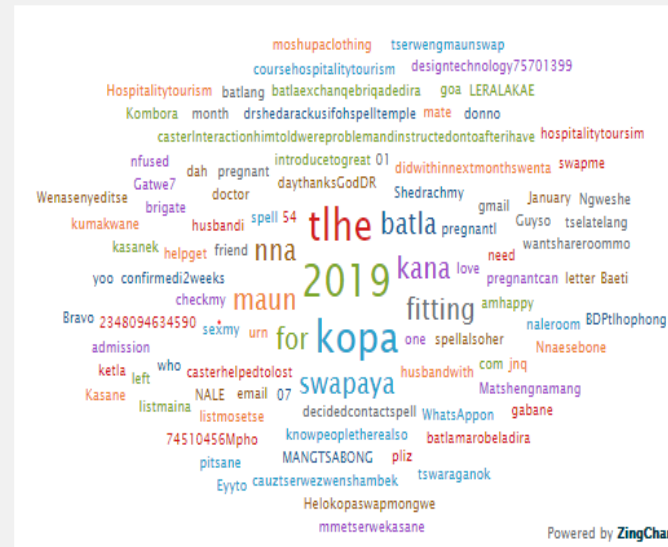 moshupaclothing tserwengmaunswap
coursehospitalitytourism designtechnology75701399
Hospitalitytourism batlang batlaexchanqebriqadedira goa LERALAKAE
Kombora month drshedarackusifohspelltemple mate donno
casterInteractionhimtoldwereproblemandinstructedontoafterihave hospitalitytoursim
nfused dah pregnant introducetogreat 01 didwithinnextmonthswenta swapme
Gatwe7 doctor daythanksGodDR Shedrachmy
Wenasenyeditse brigate gmail January Ngweshe
kumakwane husbandi spell 54 tlhe batla pregnantl Guyso tselatelang
kasanek helpget friend nna need wantshareroommo
yoo confirmedi2weeks 2019 kana love pregnantcan letter Baeti
checkmy maun fitting amhappy
Bravo 2348094634590 sexmy urn naleroom BDPtlhophong
admission for kopa one spellalsoher Nnaesebone
ketla left who casterhelpedtolost husbandwith com jnq
Kasane NALE email 07 swapaya Matshengnamang
listmaina listmosetse decidedcontactspell WhatsAppon gabane
74510456Mpho knowpeopletherealso batlamarobeladira
pitsane MANGTSABONG pliz
Eyyto cauztserwezwenshambek tswaraganok
Helokopaswapmongwe
mmetserwekasane
Powered by ZingChar